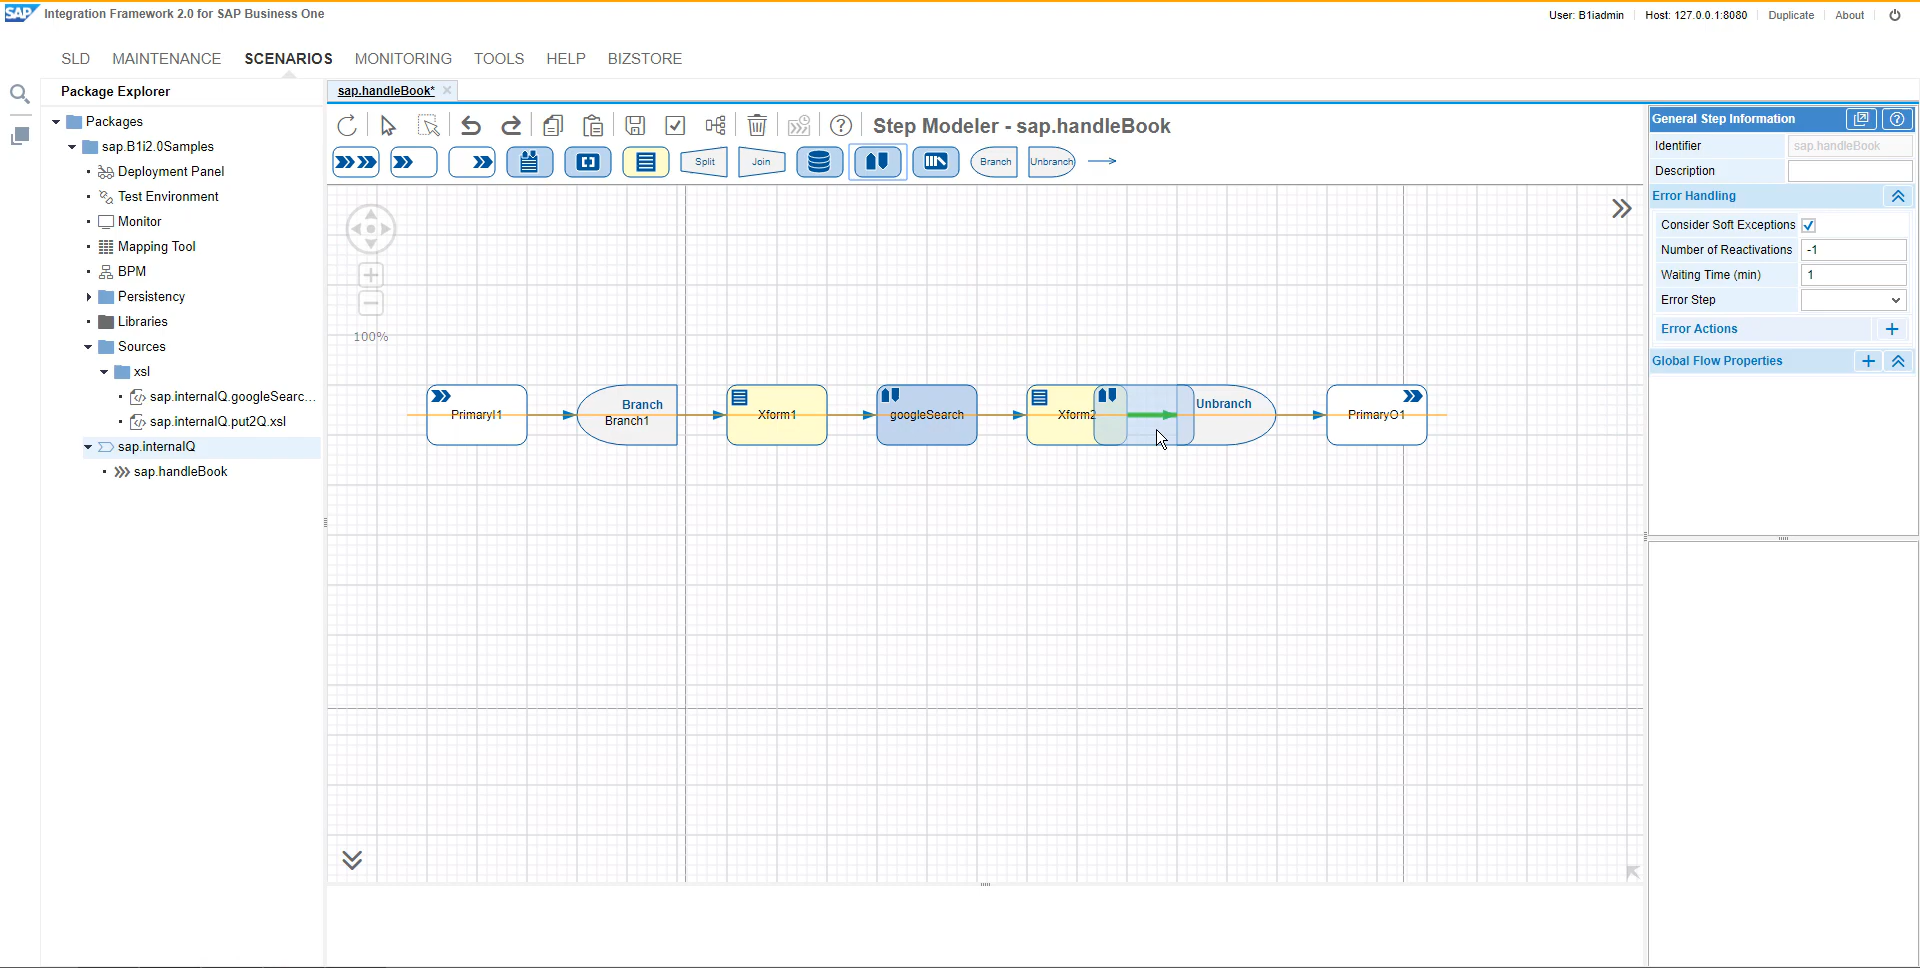 SAP Integration Framework 2.0 for SAP Business One
User: B1iadmin Host: 127.0.0.1:8080 Duplicate About
SLD MAINTENANCE SCENARIOS MONITORING TOOLS HELP BIZSTORE
Package Explorer
Packages
sap.B1i2.0Samples
Deployment Panel
Test Environment
Monitor
Mapping Tool
BPM
Persistency
Libraries
Sources
xsl
sap.internalQ.googleSearc...
sap.internalQ.put2Q.xsl
sap.internalQ
sap.handleBook
sap.handleBook*
Step Modeler - sap.handleBook
Split Join Branch Unbranch
100%
PrimaryI1
Branch
Branch1
Xform1
googleSearch
Xform2
Unbranch
PrimaryO1
General Step Information
Identifier sap.handleBook
Description
Error Handling
Consider Soft Exceptions
Number of Reactivations -1
Waiting Time (min) 1
Error Step
Error Actions
Global Flow Properties